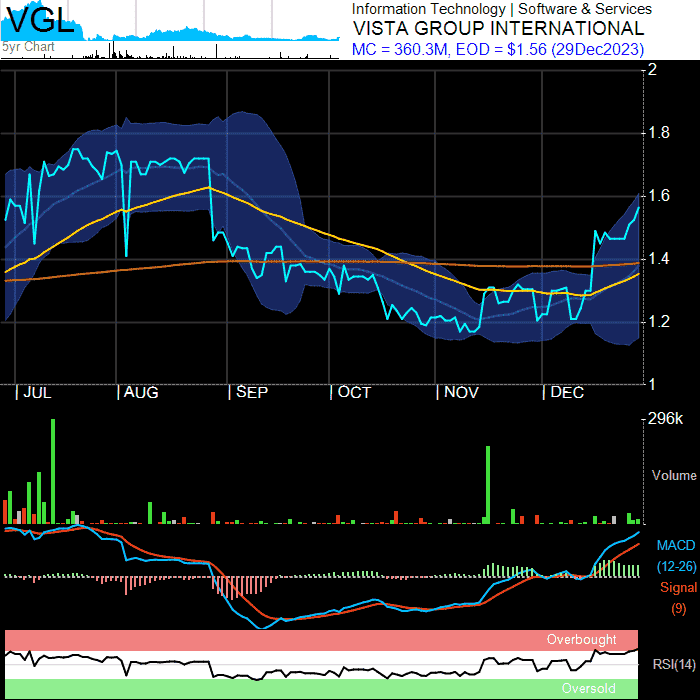 VGL
5yr Chart
Information Technology | Software & Services
VISTA GROUP INTERNATIONAL
MC = 360.3M, EOD = $1.56 (29Dec2023)
2
1.8
1.6
1.4
1.2
1
JUL AUG SEP OCT NOV DEC
296k
Volume
MACD
(12-26)
Signal
(9)
Overbought
RSI(14)
Oversold